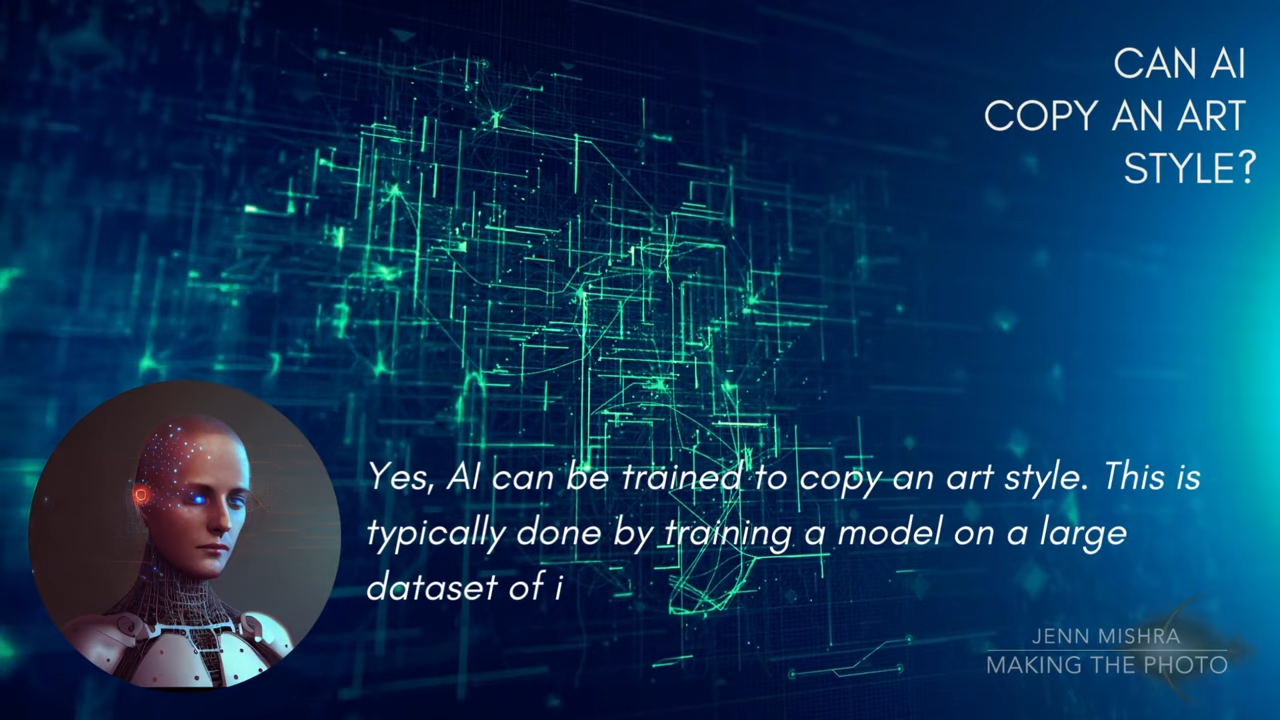 CAN AI
COPY AN ART
STYLE?
Yes, AI can be trained to copy an art style. This is
typically done by training a model on a large
dataset of i
JENN MISHRA
MAKING THE PHOTO